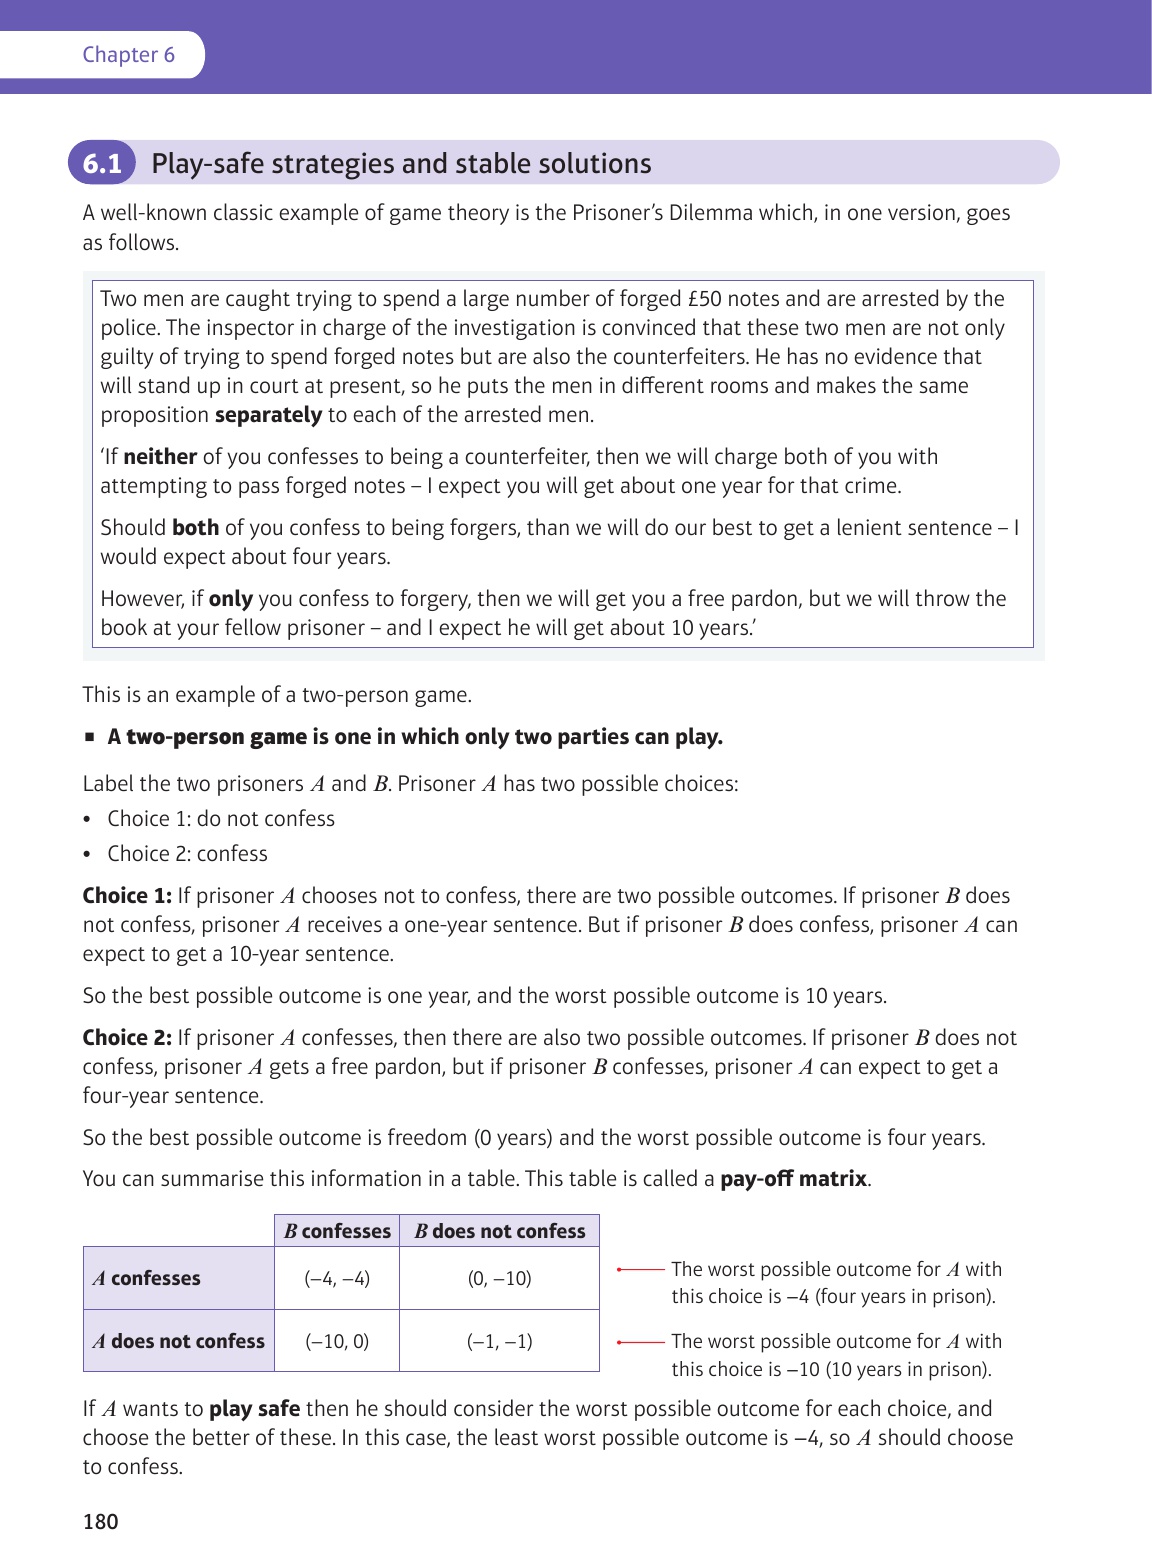 Chapter 6
6.1 Play-safe strategies and stable solutions
A well-known classic example of game theory is the Prisoner’s Dilemma which, in one version, goes
as follows.
Two men are caught trying to spend a large number of forged £50 notes and are arrested by the
police. The inspector in charge of the investigation is convinced that these two men are not only
guilty of trying to spend forged notes but are also the counterfeiters. He has no evidence that
will stand up in court at present, so he puts the men in different rooms and makes the same
proposition separately to each of the arrested men.
‘If neither of you confesses to being a counterfeiter, then we will charge both of you with
attempting to pass forged notes – I expect you will get about one year for that crime.
Should both of you confess to being forgers, than we will do our best to get a lenient sentence – I
would expect about four years.
However, if only you confess to forgery, then we will get you a free pardon, but we will throw the
book at your fellow prisoner – and I expect he will get about 10 years.’
This is an example of a two-person game.
▪ A two-person game is one in which only two parties can play.
Label the two prisoners A and B. Prisoner A has two possible choices:
• Choice 1: do not confess
• Choice 2: confess
Choice 1: If prisoner A chooses not to confess, there are two possible outcomes. If prisoner B does
not confess, prisoner A receives a one-year sentence. But if prisoner B does confess, prisoner A can
expect to get a 10-year sentence.
So the best possible outcome is one year, and the worst possible outcome is 10 years.
Choice 2: If prisoner A confesses, then there are also two possible outcomes. If prisoner B does not
confess, prisoner A gets a free pardon, but if prisoner B confesses, prisoner A can expect to get a
four-year sentence.
So the best possible outcome is freedom (0 years) and the worst possible outcome is four years.
You can summarise this information in a table. This table is called a pay-off matrix.
B confesses B does not confess
A confesses (−4, −4) (0, −10)
The worst possible outcome for A with
this choice is −4 (four years in prison).
A does not confess (−10, 0) (−1, −1)
The worst possible outcome for A with
this choice is −10 (10 years in prison).
If A wants to play safe then he should consider the worst possible outcome for each choice, and
choose the better of these. In this case, the least worst possible outcome is −4, so A should choose
to confess.
180